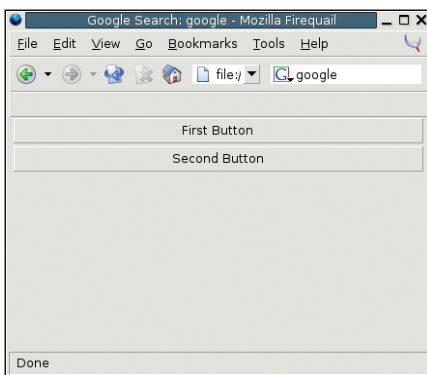 Google Search: google - Mozilla Firequail
File Edit View Go Bookmarks Tools Help
file:/ G google
First Button
Second Button
Done